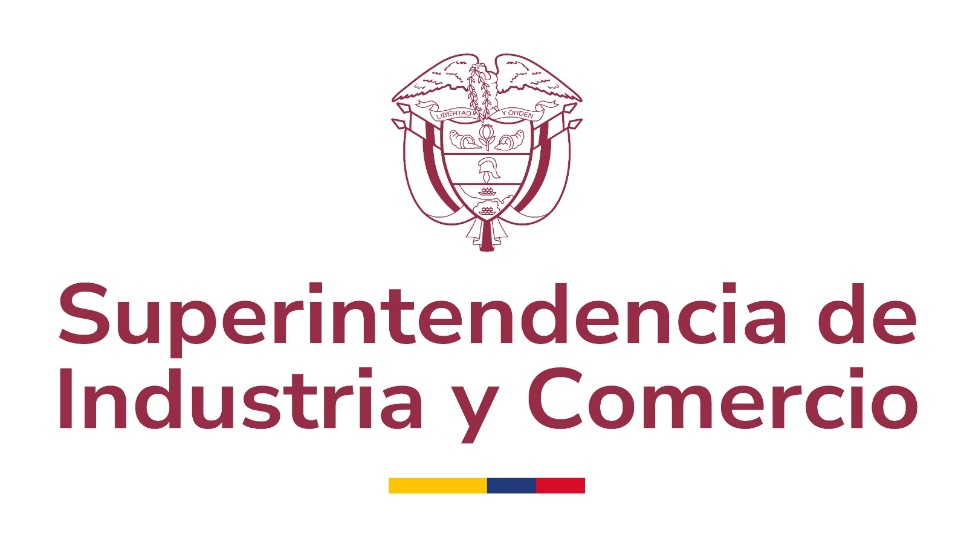 LIBERTAD Y ORDEN
Superintendencia de
Industria y Comercio